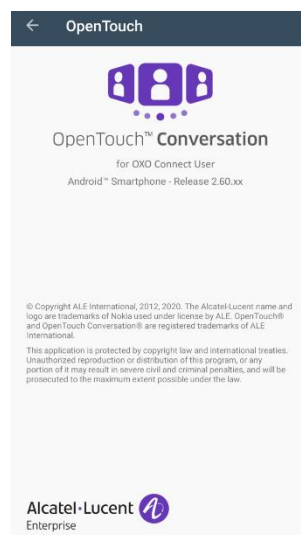 OpenTouch
OpenTouch™ Conversation
for OXO Connect User
Android™ Smartphone - Release 2.60.xx
© Copyright ALE International, 2012, 2020. The Alcatel-Lucent name and
logo are trademarks of Nokia used under license by ALE. OpenTouch®
and OpenTouch Conversation® are registered trademarks of ALE
International.
This application is protected by copyright law and international treaties.
Unauthorized reproduction or distribution of this program, or any
portion of it may result in severe civil and criminal penalties, and will be
prosecuted to the maximum extent possible under the law.
Alcatel·Lucent
Enterprise